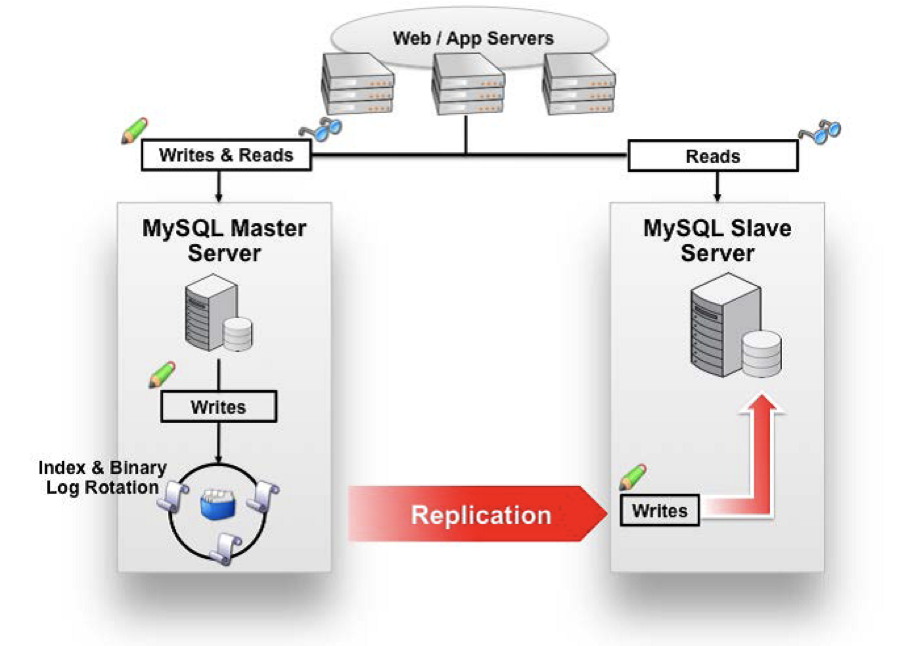 Web / App Servers
Writes & Reads
Reads
MySQL Master
Server
MySQL Slave
Server
Writes
Index & Binary
Log Rotation
Replication
Writes